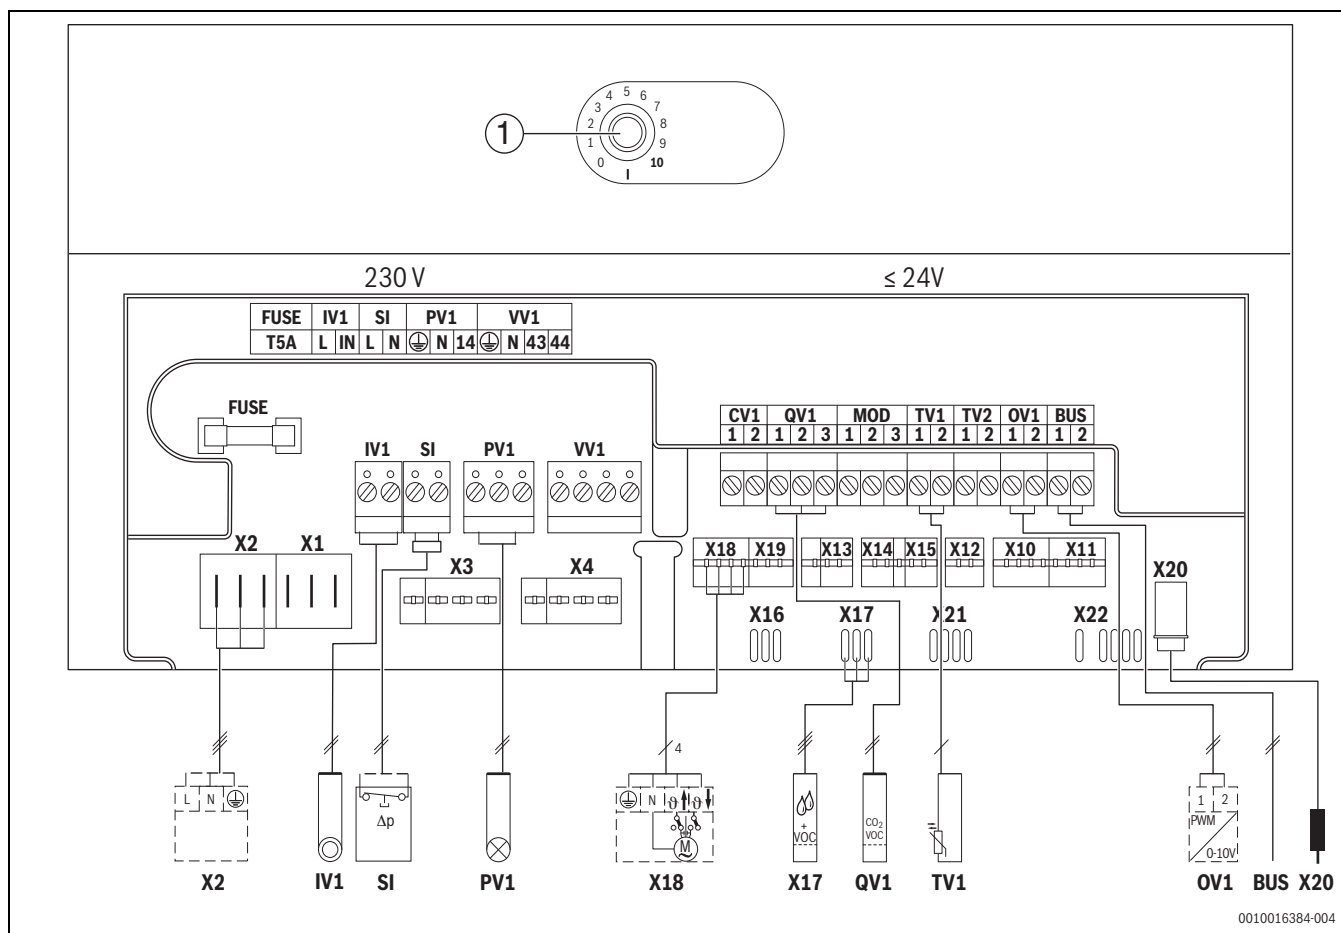 4 5 6
3 7
2 8
1 9
0 10
I
1
230 V ≤ 24V
FUSE IV1 SI PV1 VV1
T5A L IN L N N 14 N 43 44
FUSE
IV1 SI PV1 VV1
CV1 QV1 MOD TV1 TV2 OV1 BUS
1 2 1 2 3 1 2 3 1 2 1 2 1 2 1 2
X2 X1
X3 X4
X18 X19 X13 X14 X15 X12 X10 X11
X20
X16 X17 X21 X22
4
L N
Δp
N ϑ ϑ
M
~
+
VOC
CO2
VOC
1 2
PWM
0-10V
X2 IV1 SI PV1 X18 X17 QV1 TV1 OV1 BUS X20
0010016384-004